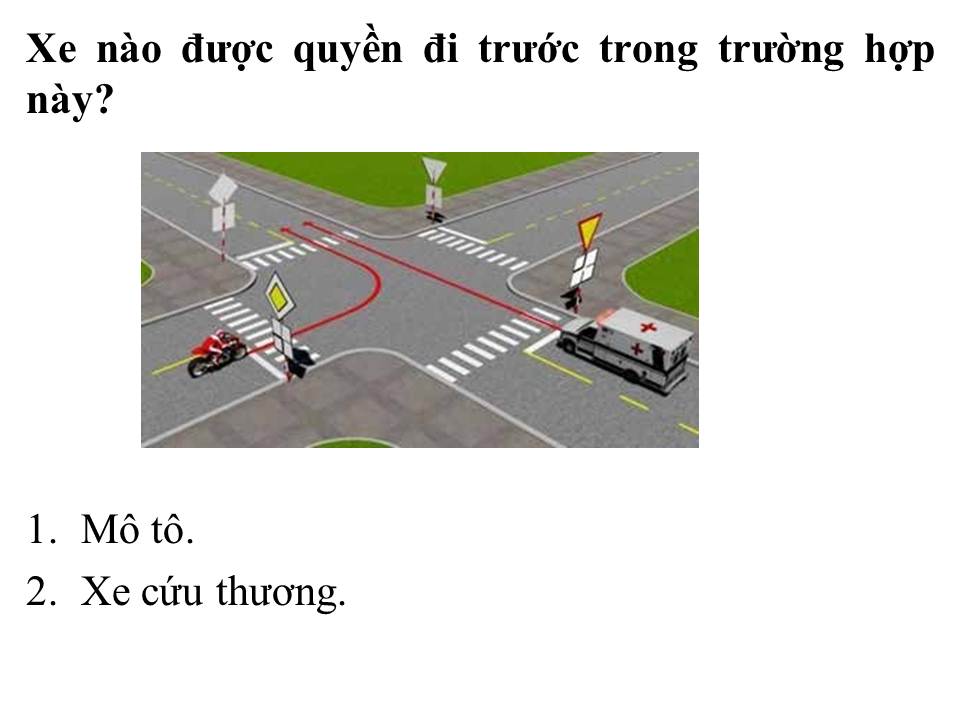 Xe nào được quyền đi trước trong trường hợp
này?
1. Mô tô.
2. Xe cứu thương.